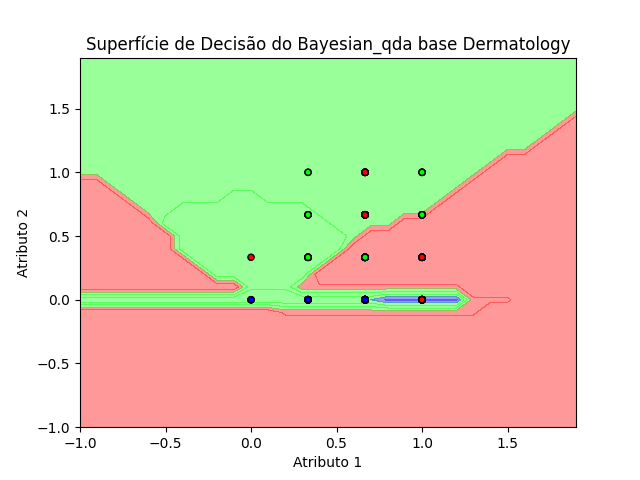 Superfície de Decisão do Bayesian_qda base Dermatology
Atributo 2
1.5
1.0
0.5
0.0
−0.5
−1.0
−1.0 −0.5 0.0 0.5 1.0 1.5
Atributo 1